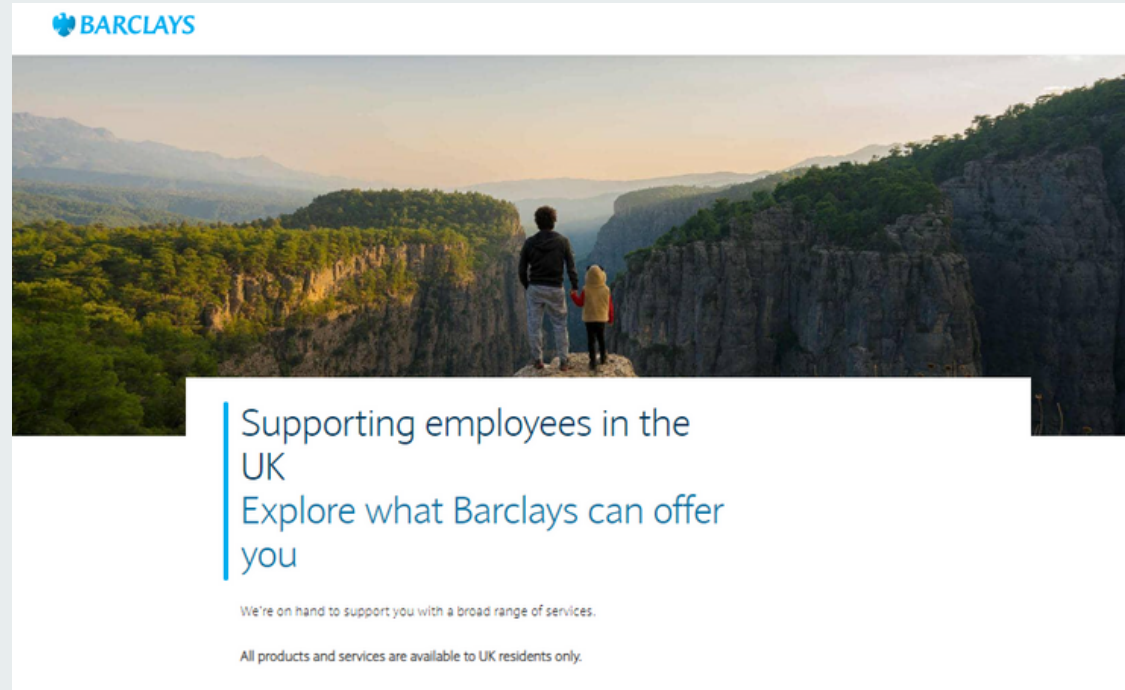 BARCLAYS
Supporting employees in the
UK
Explore what Barclays can offer
you
We're on hand to support you with a broad range of services.
All products and services are available to UK residents only.